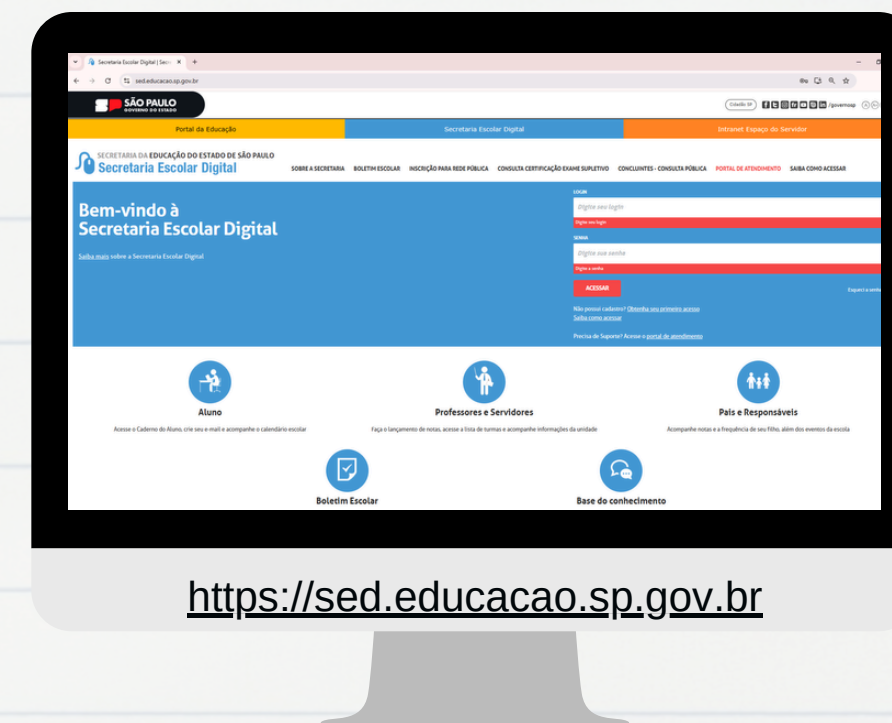 Secretaria Escolar Digital | Secr
sed.educacao.sp.gov.br
SÃO PAULO
GOVERNO DO ESTADO
Cidadão SP
/governosp
Portal da Educação
Secretaria Escolar Digital
Intranet Espaço do Servidor
SECRETARIA DA EDUCAÇÃO DO ESTADO DE SÃO PAULO
Secretaria Escolar Digital
SOBRE A SECRETARIA BOLETIM ESCOLAR INSCRIÇÃO PARA REDE PÚBLICA CONSULTA CERTIFICAÇÃO EXAME SUPLETIVO CONCLUINTES - CONSULTA PÚBLICA PORTAL DE ATENDIMENTO SAIBA COMO ACESSAR
Bem-vindo à
Secretaria Escolar Digital
Saiba mais sobre a Secretaria Escolar Digital
LOGIN
Digite seu login
Digite seu login
SENHA
Digite sua senha
Digite a senha
ACESSAR
Esqueci a senha
Não possui cadastro? Obtenha seu primeiro acesso
Saiba como acessar
Precisa de Suporte? Acesse o portal de atendimento
Aluno
Acesse o Caderno do Aluno, crie seu e-mail e acompanhe o calendário escolar
Professores e Servidores
Faça o lançamento de notas, acesse a lista de turmas e acompanhe informações da unidade
Pais e Responsáveis
Acompanhe notas e a frequência de seu filho, além dos eventos da escola
Boletim Escolar
Base do conhecimento
https://sed.educacao.sp.gov.br